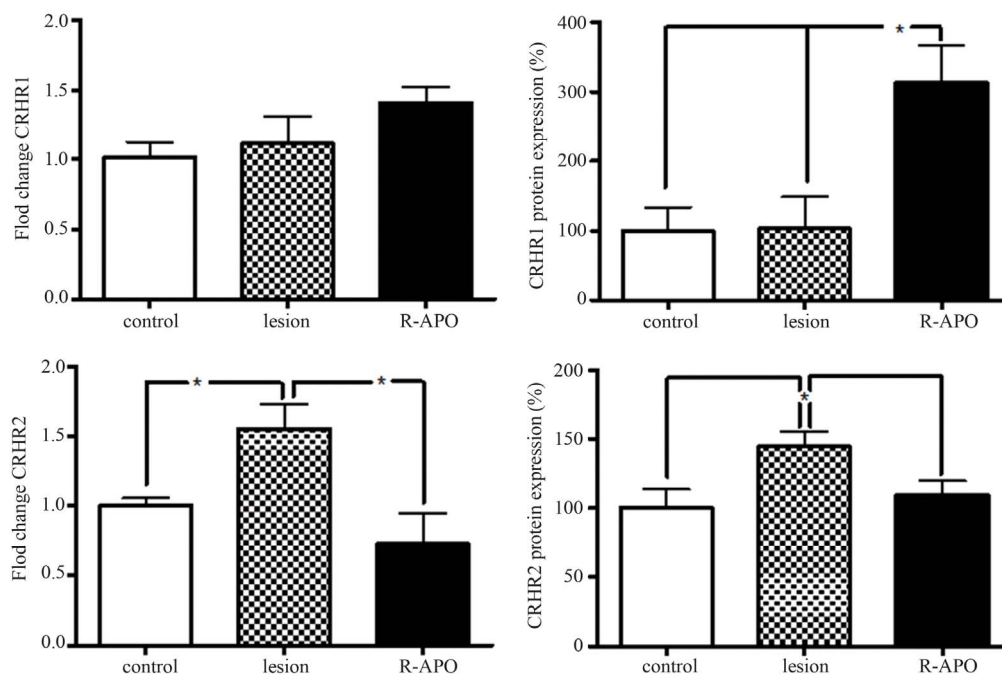 Flod change CRHR1
2.0
1.5
1.0
0.5
0.0
control lesion R-APO
CRHR1 protein expression (%)
400
300
200
100
0
*
control lesion R-APO
Flod change CRHR2
2.0
1.5
1.0
0.5
0.0
* *
control lesion R-APO
CRHR2 protein expression (%)
200
150
100
50
0
*
control lesion R-APO